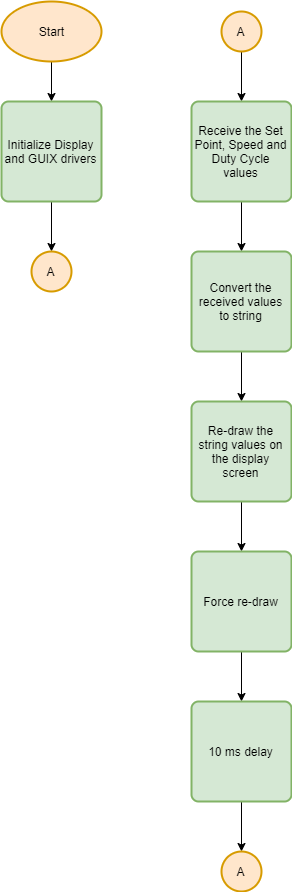 Start
Initialize Display
and GUIX drivers
A
A
Receive the Set
Point, Speed and
Duty Cycle
values
Convert the
received values
to string
Re-draw the
string values on
the display
screen
Force re-draw
10 ms delay
A